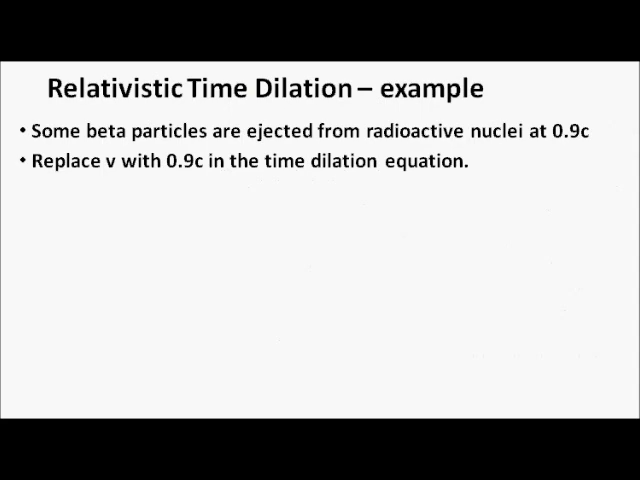 Relativistic Time Dilation – example
• Some beta particles are ejected from radioactive nuclei at 0.9c
• Replace v with 0.9c in the time dilation equation.